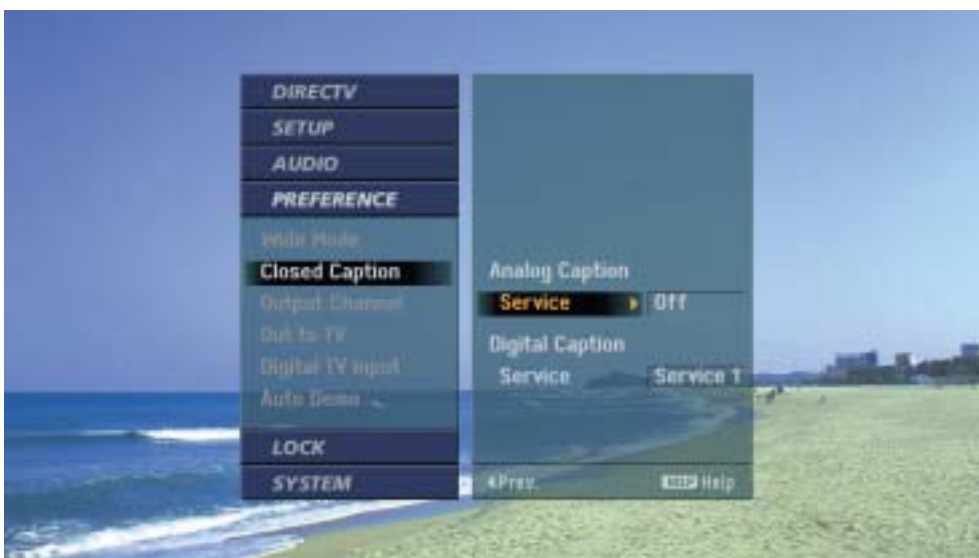 DIRECTV
SETUP
AUDIO
PREFERENCE
Wide Mode
Closed Caption
Output Channel
Out to TV
Digital TV Input
Auto Demo
LOCK
SYSTEM
Analog Caption
Service Off
Digital Caption
Service Service 1
Prev. HELP Help